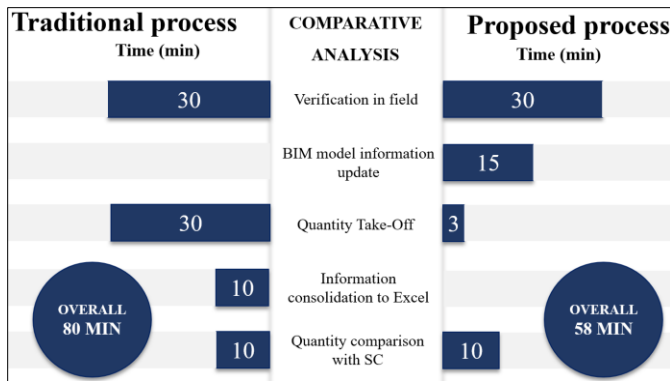 Traditional process
COMPARATIVE
ANALYSIS
Proposed process
Time (min)
Time (min)
30
Verification in field
30
BIM model information
update
15
30
Quantity Take-Off
3
10
Information
consolidation to Excel
OVERALL
80 MIN
OVERALL
58 MIN
10
Quantity comparison
with SC
10